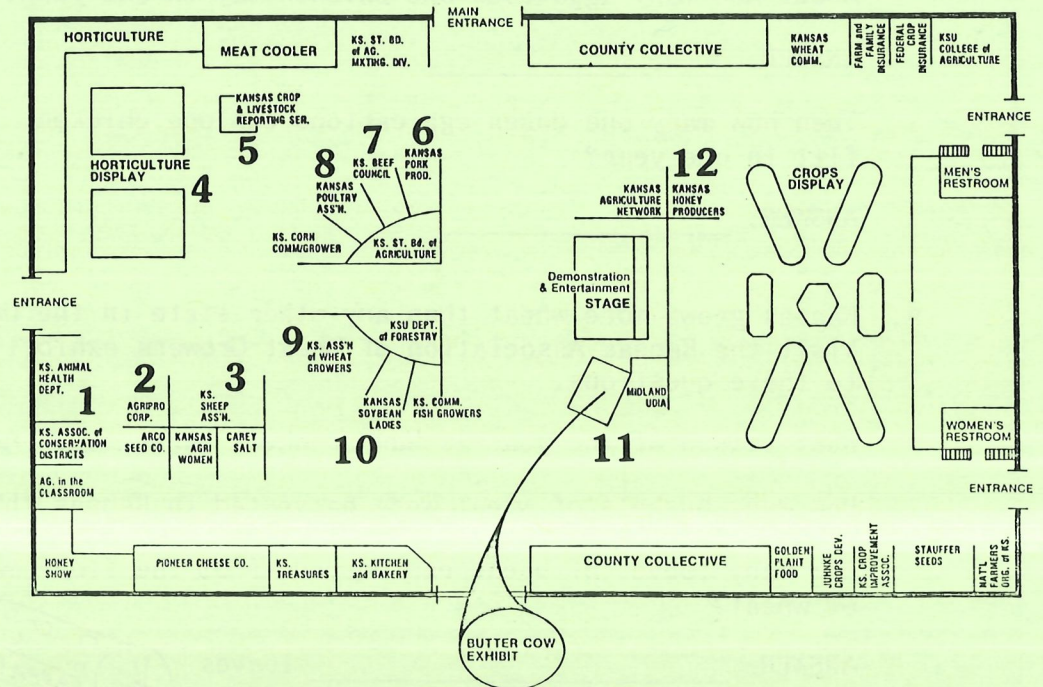 MAIN
ENTRANCE
HORTICULTURE
MEAT COOLER
KS. ST. BD.
of AG.
MKTING. DIV.
COUNTY COLLECTIVE
KANSAS
WHEAT
COMM.
FARM and
FAMILY
INSURANCE
FEDERAL
CROP
INSURANCE
KSU
COLLEGE of
AGRICULTURE
ENTRANCE
KANSAS CROP
& LIVESTOCK
REPORTING SER.
5
HORTICULTURE
DISPLAY
4
8
KANSAS
POULTRY
ASS'N.
7
KS. BEEF
COUNCIL
6
KANSAS
PORK
PROD.
KS. CORN
COMM/GROWER
KS. ST. Bd. of
AGRICULTURE
12
KANSAS
AGRICULTURE
NETWORK
KANSAS
HONEY
PRODUCERS
CROPS
DISPLAY
MEN'S
RESTROOM
Demonstration
& Entertainment
STAGE
ENTRANCE
KS. ANIMAL
HEALTH
DEPT.
1
KS. ASSOC. of
CONSERVATION
DISTRICTS
AG. in the
CLASSROOM
2
AGRIPRO
CORP.
3
KS.
SHEEP
ASS'N.
ARCO
SEED CO.
KANSAS
AGRI
WOMEN
CAREY
SALT
9
KS. ASS'N
of WHEAT
GROWERS
KSU DEPT.
of FORESTRY
KANSAS
SOYBEAN
LADIES
KS. COMM.
FISH GROWERS
10
MIDLAND
UDIA
11
WOMEN'S
RESTROOM
ENTRANCE
HONEY
SHOW
PIONEER CHEESE CO.
KS.
TREASURES
KS. KITCHEN
and BAKERY
COUNTY COLLECTIVE
GOLDEN
PLANT
FOOD
JUHNKE
CROPS DEV.
KS. CROP
IMPROVEMENT
ASSOC.
STAUFFER
SEEDS
NAT'L
FARMERS
ORG. of KS.
BUTTER COW
EXHIBIT